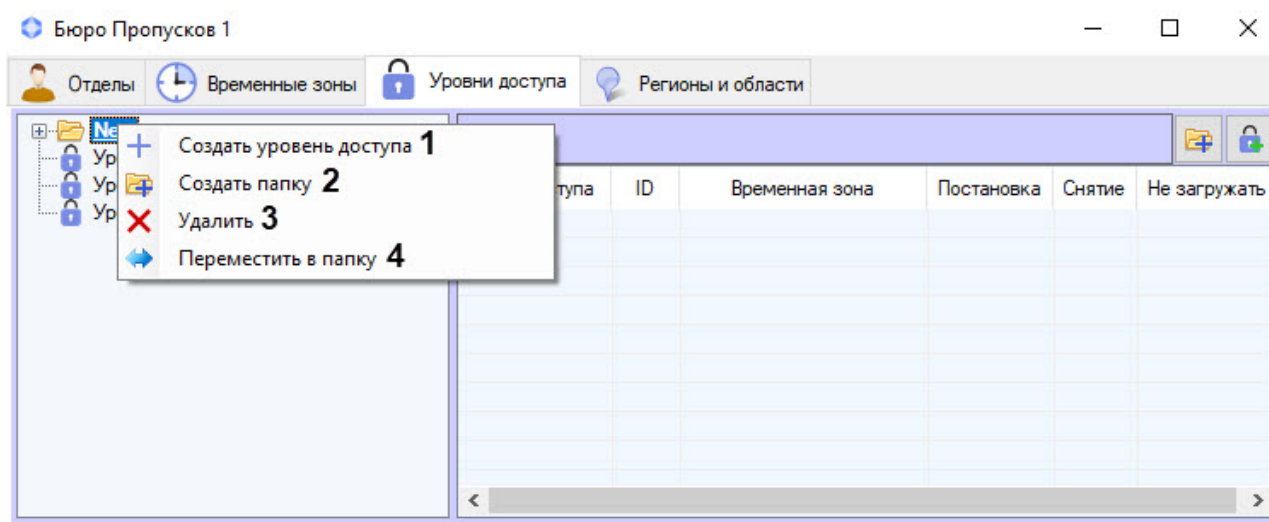 Бюро Пропусков 1
Отделы Временные зоны Уровни доступа Регионы и области
Создать уровень доступа 1
Создать папку 2
Удалить 3
Переместить в папку 4
ID Временная зона Постановка Снятие Не загружать